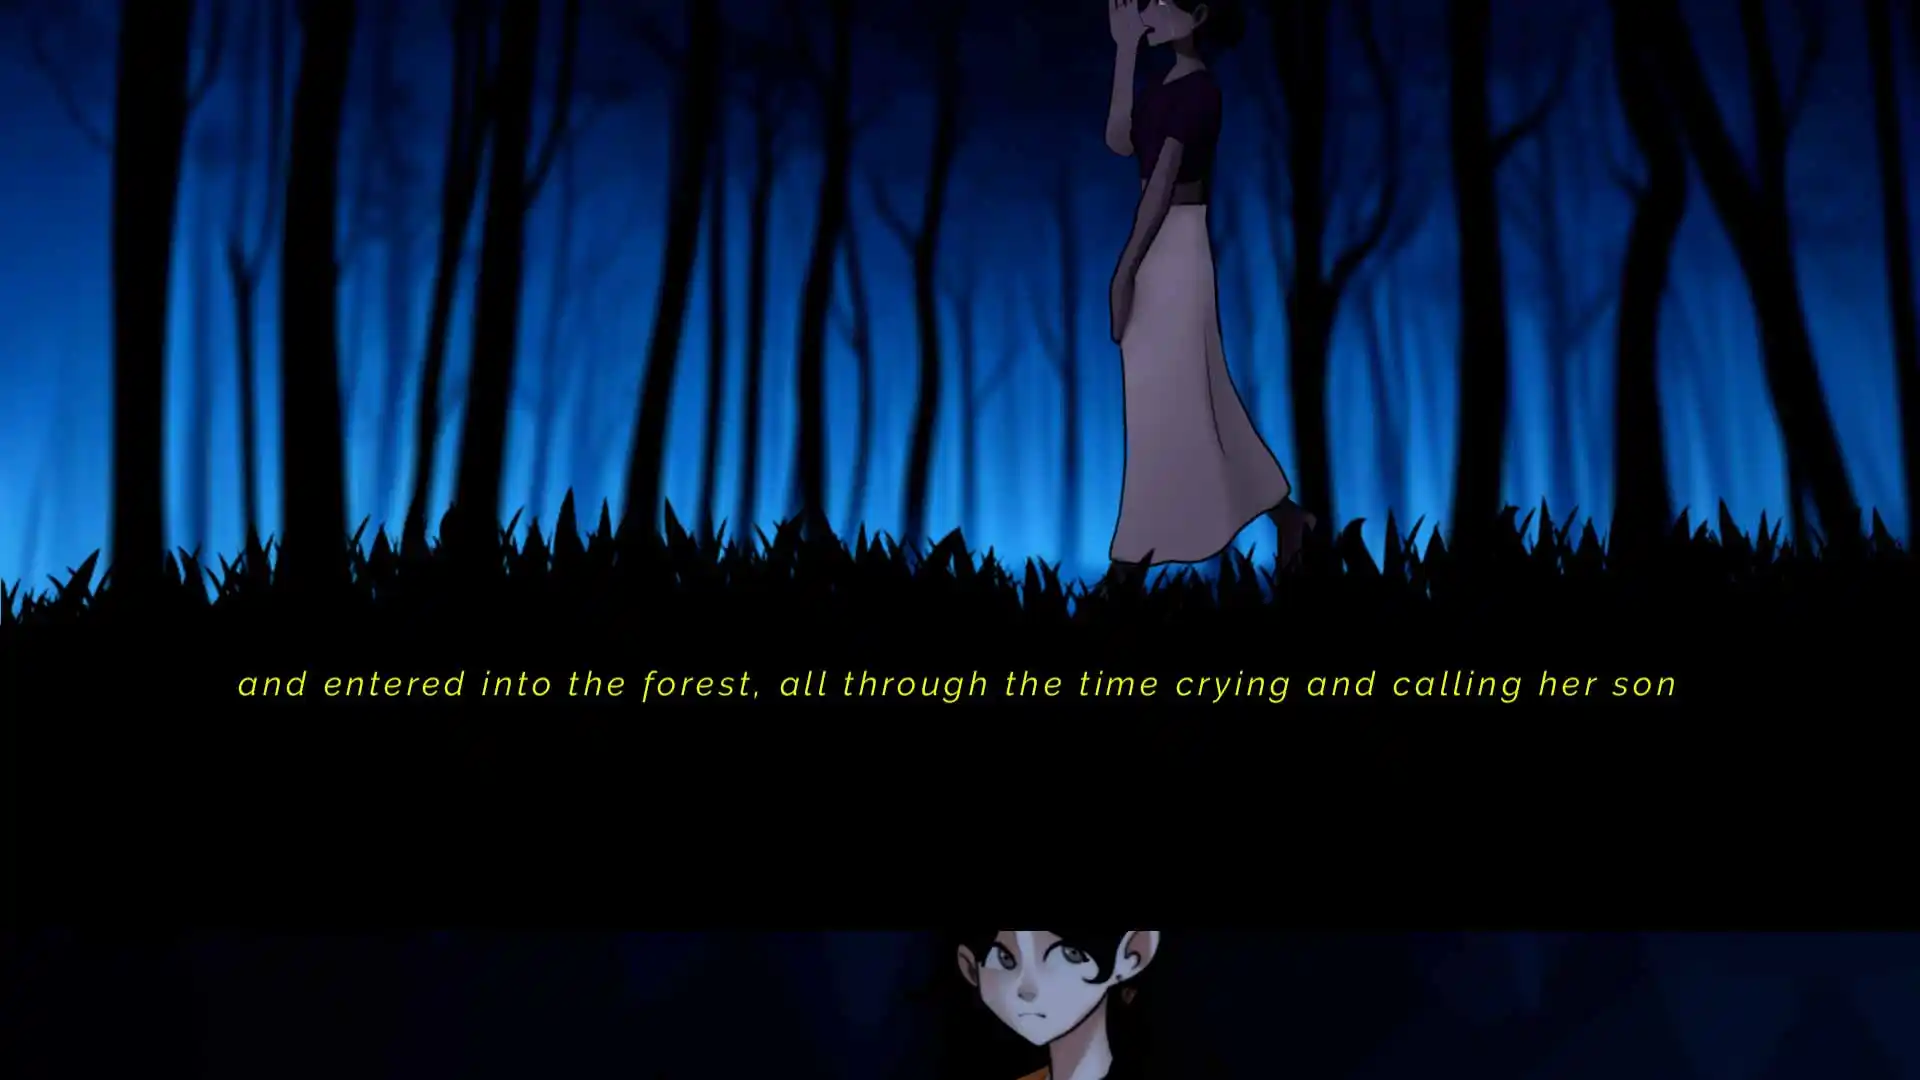 and entered into the forest, all through the time crying and calling her son